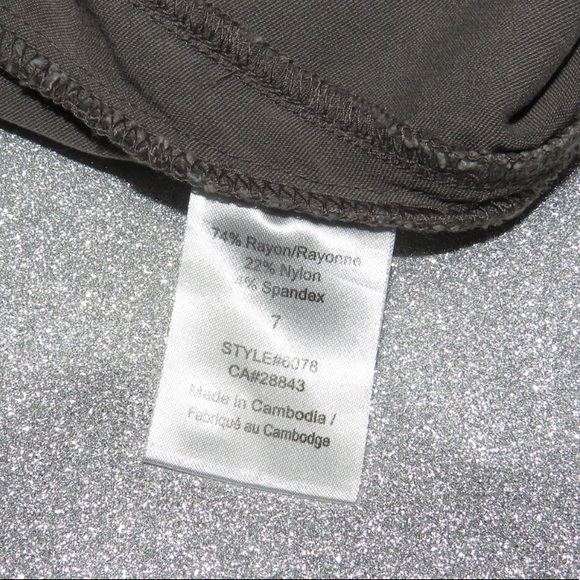 74% Rayon/Rayonne
22% Nylon
4% Spandex
7
STYLE#6078
CA#28843
Made in Cambodia /
Fabriqué au Cambodge